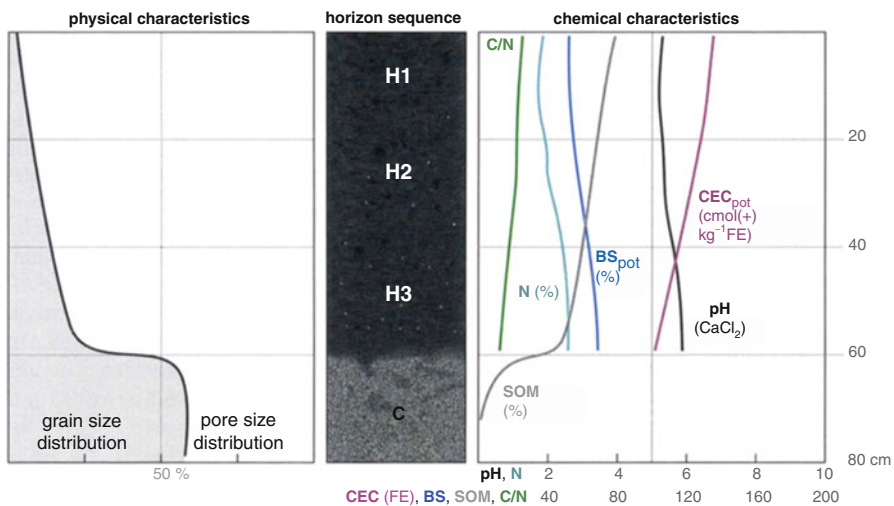 physical characteristics
horizon sequence
chemical characteristics
C/N
H1
20
H2
CECpot
(cmol(+)
kg⁻¹FE)
40
BSpot
(%)
H3
N (%)
pH
(CaCl₂)
60
SOM
(%)
grain size
distribution
pore size
distribution
C
50 %
80 cm
pH, N 2 4 6 8 10
CEC (FE), BS, SOM, C/N 40 80 120 160 200